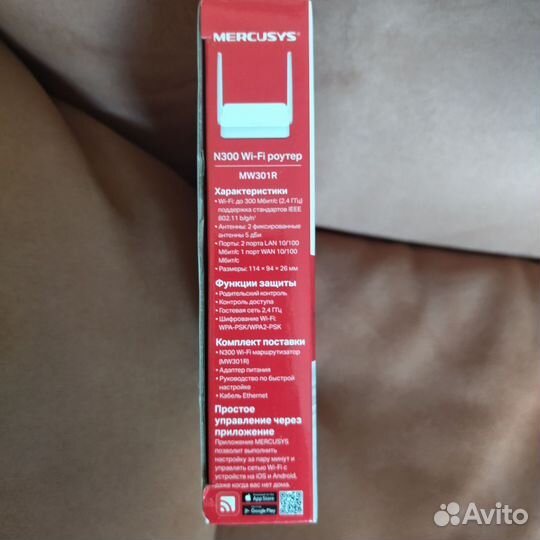 MERCUSYS®
N300 Wi-Fi роутер
MW301R
Характеристики
• Wi-Fi: до 300 Мбит/с (2,4 ГГц)
поддержка стандартов IEEE
802.11 b/g/n
• Антенны: 2 фиксированные
антенны 5 дБи
• Порты: 2 порта LAN 10/100
Мбит/с 1 порт WAN 10/100
Мбит/с
• Размеры: 114 × 94 × 26 мм
Функции защиты
• Родительский контроль
• Контроль доступа
• Гостевая сеть 2,4 ГГц
• Шифрование Wi-Fi:
WPA-PSK/WPA2-PSK
Комплект поставки
• N300 Wi-Fi маршрутизатор
(MW301R)
• Адаптер питания
• Руководство по быстрой
настройке
• Кабель Ethernet
Простое
управление через
приложение
Приложение MERCUSYS
позволит выполнить
настройку за пару минут и
управлять сетью Wi-Fi с
устройств на iOS и Android,
даже когда вас нет дома.
App Store
Google Play
Avito